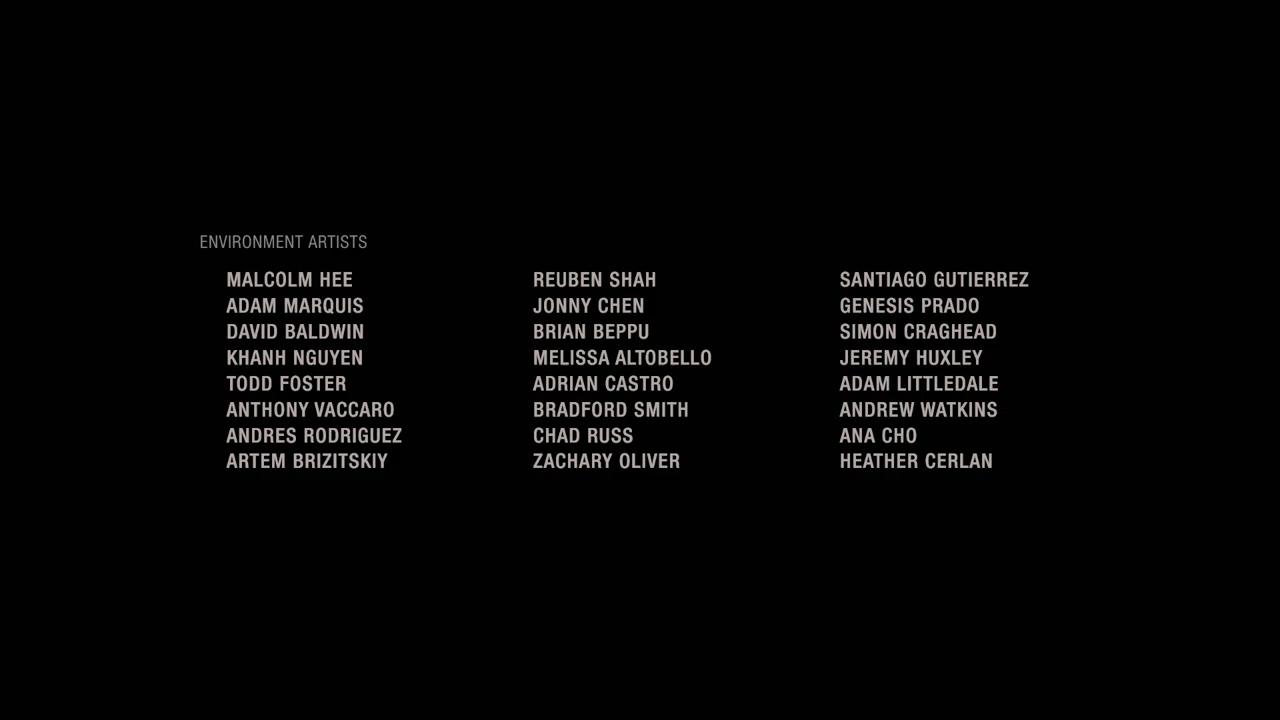 ENVIRONMENT ARTISTS
MALCOLM HEE
ADAM MARQUIS
DAVID BALDWIN
KHANH NGUYEN
TODD FOSTER
ANTHONY VACCARO
ANDRES RODRIGUEZ
ARTEM BRIZITSKIY
REUBEN SHAH
JONNY CHEN
BRIAN BEPPU
MELISSA ALTOBELLO
ADRIAN CASTRO
BRADFORD SMITH
CHAD RUSS
ZACHARY OLIVER
SANTIAGO GUTIERREZ
GENESIS PRADO
SIMON CRAGHEAD
JEREMY HUXLEY
ADAM LITTLEDALE
ANDREW WATKINS
ANA CHO
HEATHER CERLAN